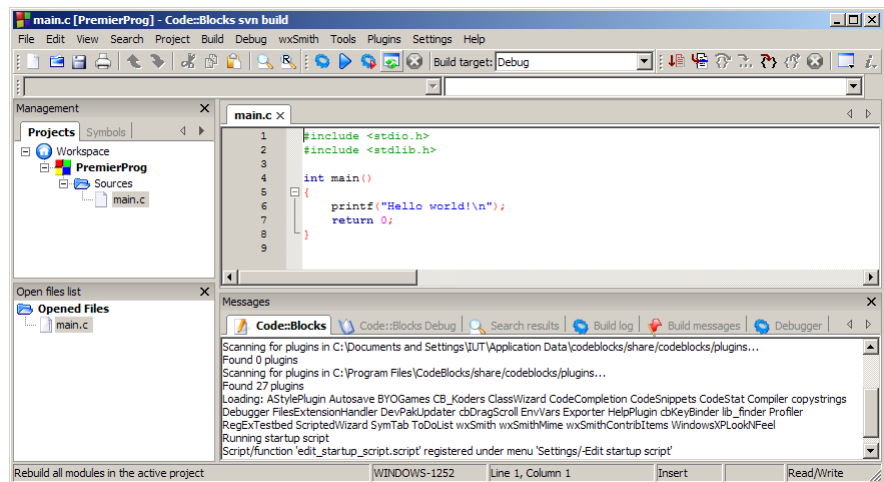 main.c [PremierProg] - Code::Blocks svn build
File Edit View Search Project Build Debug wxSmith Tools Plugins Settings Help
Build target: Debug
Management
Projects Symbols
Workspace
PremierProg
Sources
main.c
main.c
1 #include <stdio.h>
2 #include <stdlib.h>
3
4 int main()
5 {
6 printf("Hello world!\n");
7 return 0;
8 }
9
Open files list
Opened Files
main.c
Messages
Code::Blocks Code::Blocks Debug Search results Build log Build messages Debugger
Scanning for plugins in C:\Documents and Settings\IUT\Application Data\codeblocks/share/codeblocks/plugins...
Found 0 plugins
Scanning for plugins in C:\Program Files\CodeBlocks/share/codeblocks/plugins...
Found 27 plugins
Loading: AStylePlugin Autosave BYOGames CB_Koders ClassWizard CodeCompletion CodeSnippets CodeStat Compiler copystrings
Debugger FilesExtensionHandler DevPakUpdater cbDragScroll EnvVars Exporter HelpPlugin cbKeyBinder lib_finder Profiler
RegExTestbed ScriptedWizard SymTab ToDoList wxSmith wxSmithMime wxSmithContribItems WindowsXPLookNFeel
Running startup script
Script/function 'edit_startup_script.script' registered under menu 'Settings/-Edit startup script'
Rebuild all modules in the active project WINDOWS-1252 Line 1, Column 1 Insert Read/Write